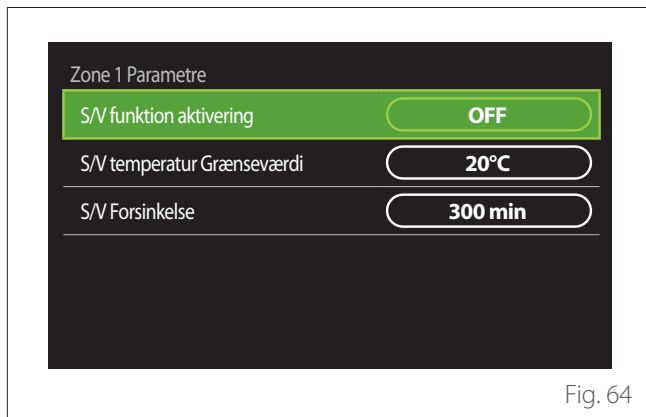 Zone 1 Parametre
S/V funktion aktivering OFF
S/V temperatur Grænseværdi 20°C
S/V Forsinkelse 300 min
Fig. 64